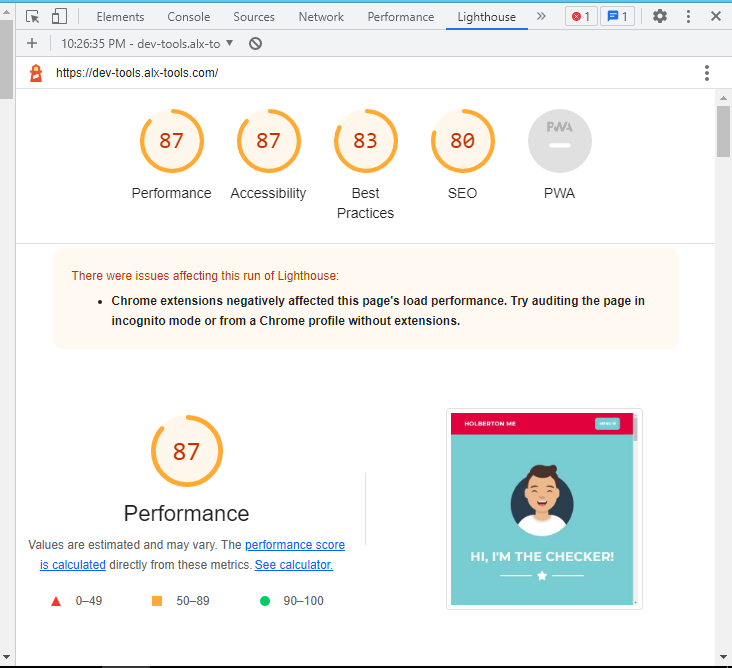 Elements Console Sources Network Performance Lighthouse » 1 1
+ 10:26:35 PM - dev-tools.alx-to
https://dev-tools.alx-tools.com/
87 87 83 80 PWA
Performance Accessibility Best Practices SEO PWA
There were issues affecting this run of Lighthouse:
• Chrome extensions negatively affected this page's load performance. Try auditing the page in
incognito mode or from a Chrome profile without extensions.
87
HOLBERTON ME
HI, I'M THE CHECKER!
Performance
Values are estimated and may vary. The performance score
is calculated directly from these metrics. See calculator.
0–49 50–89 90–100